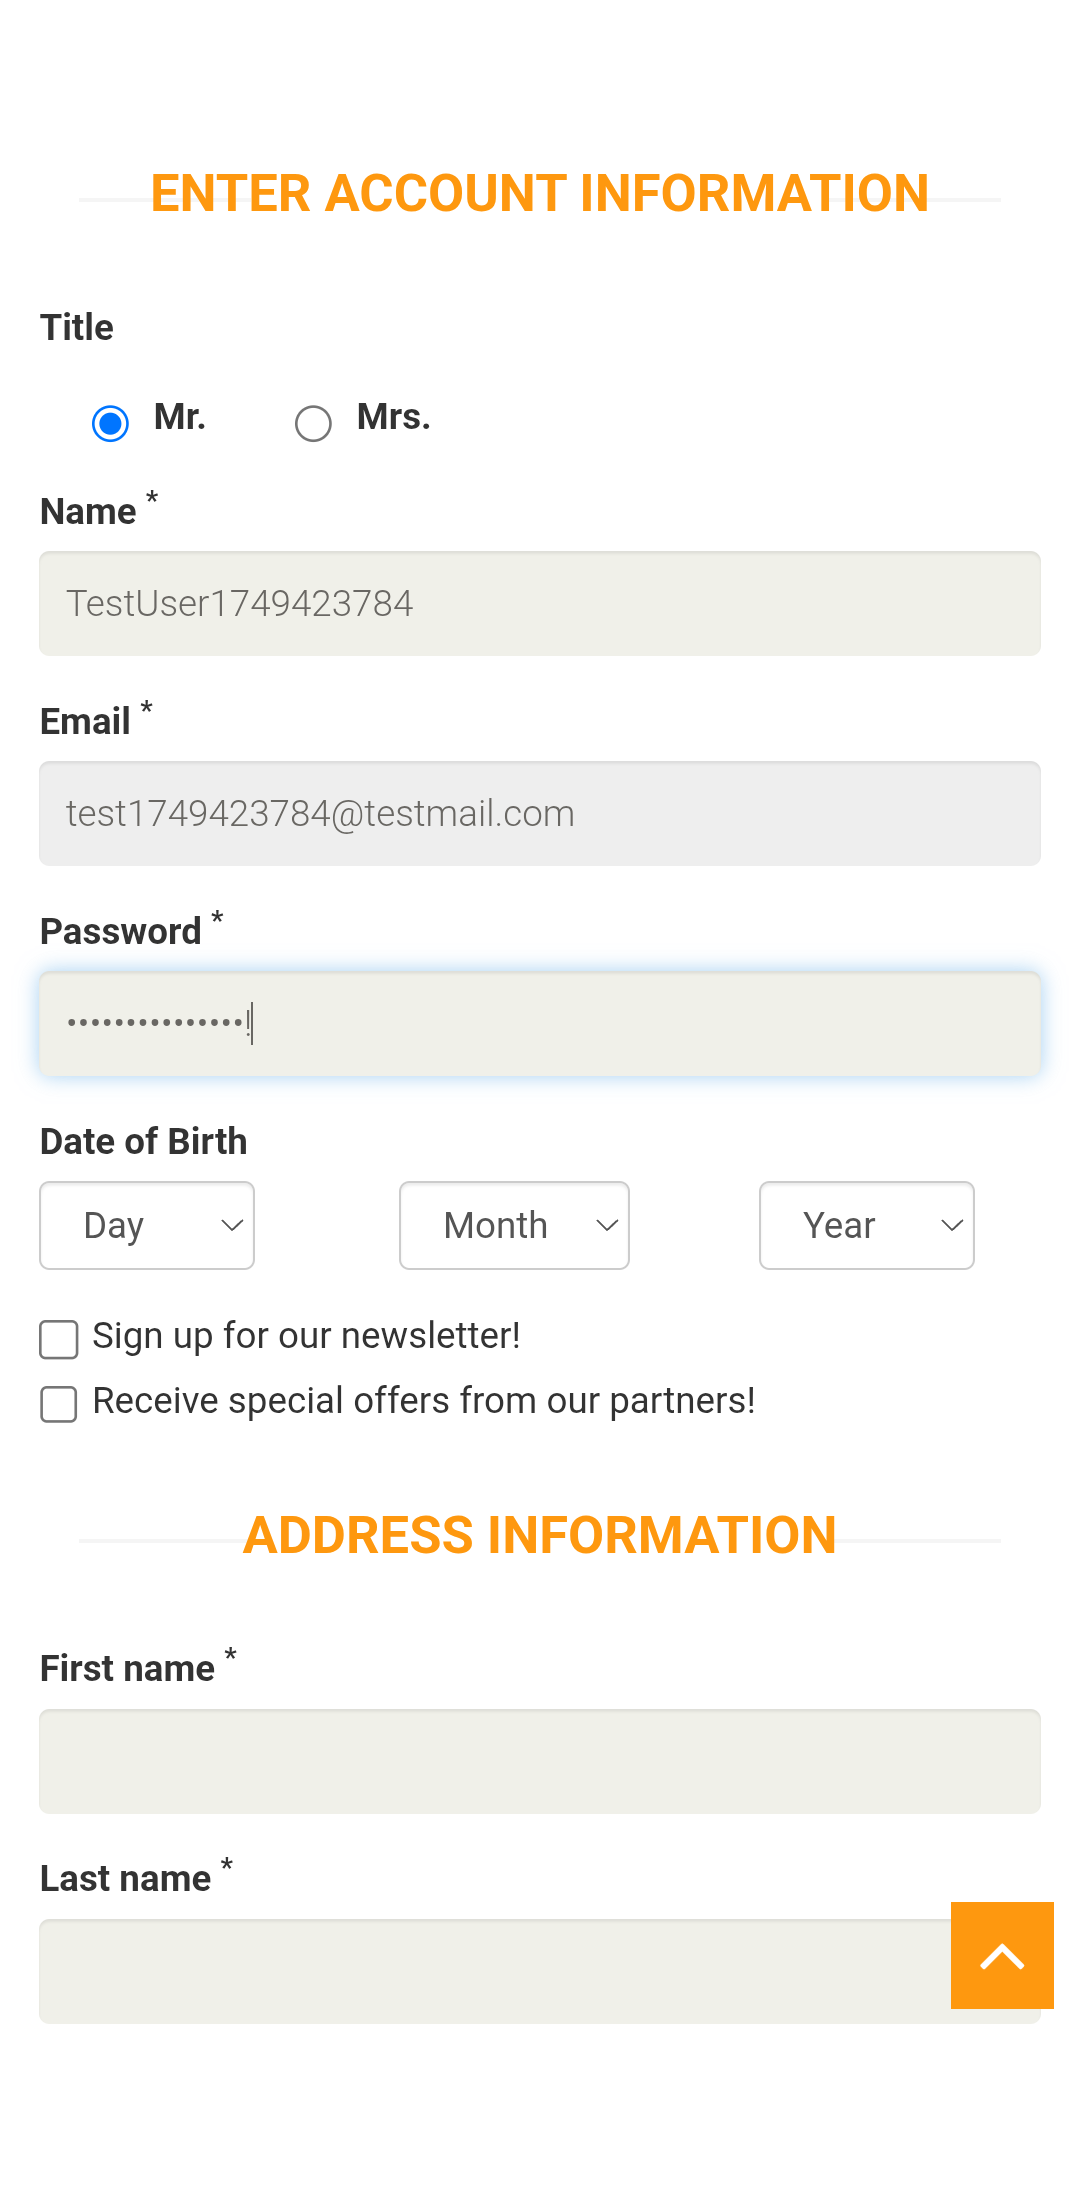 ENTER ACCOUNT INFORMATION
Title
Mr. Mrs.
Name *
TestUser1749423784
Email *
test1749423784@testmail.com
Password *
•••••••••••••••!
Date of Birth
Day Month Year
Sign up for our newsletter!
Receive special offers from our partners!
ADDRESS INFORMATION
First name *
Last name *